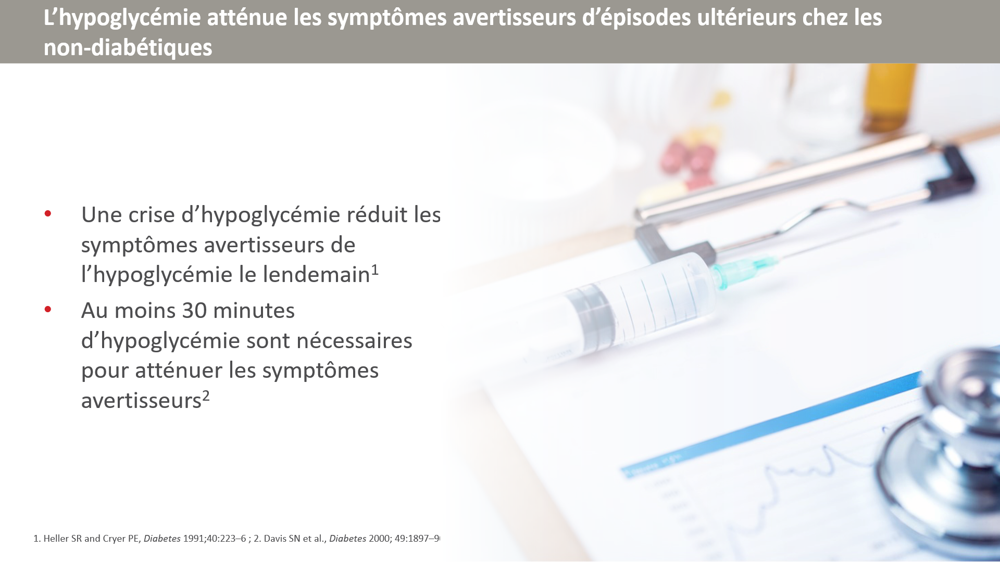 L’hypoglycémie atténue les symptômes avertisseurs d’épisodes ultérieurs chez les
non-diabétiques
• Une crise d’hypoglycémie réduit les
symptômes avertisseurs de
l’hypoglycémie le lendemain¹
• Au moins 30 minutes
d’hypoglycémie sont nécessaires
pour atténuer les symptômes
avertisseurs²
1. Heller SR and Cryer PE, Diabetes 1991;40:223–6 ; 2. Davis SN et al., Diabetes 2000; 49:1897–9